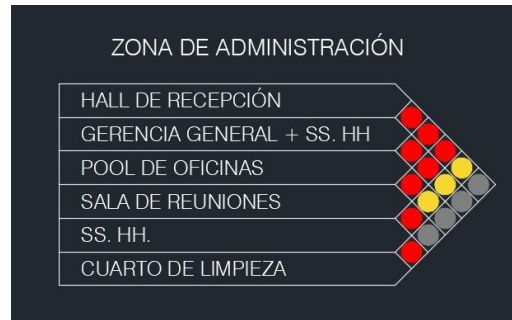 ZONA DE ADMINISTRACIÓN
HALL DE RECEPCIÓN
GERENCIA GENERAL + SS. HH
POOL DE OFICINAS
SALA DE REUNIONES
SS. HH.
CUARTO DE LIMPIEZA